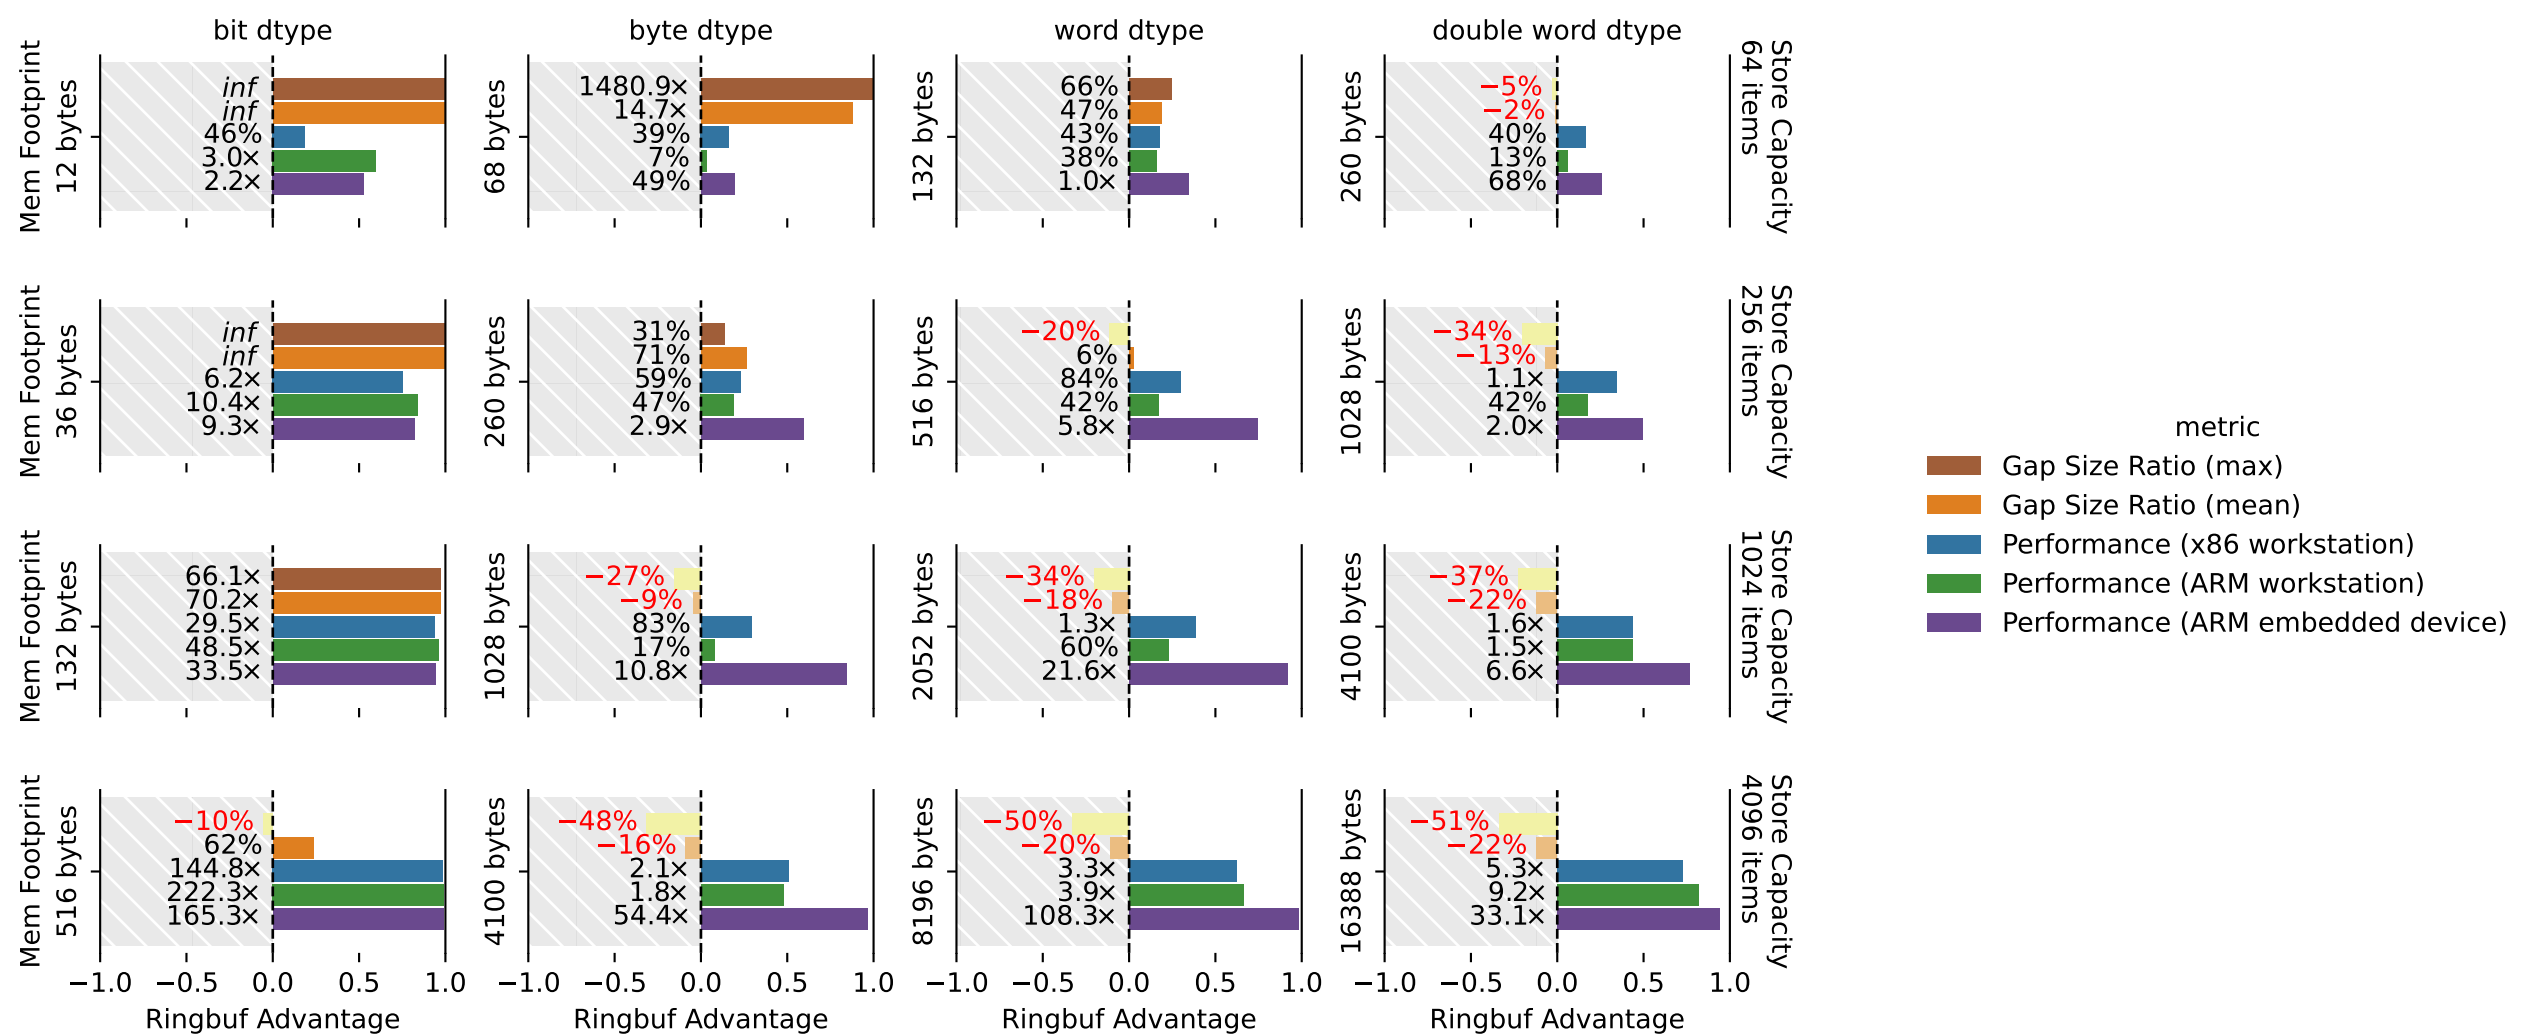 bit dtype
byte dtype
word dtype
double word dtype
Mem Footprint
12 bytes
inf
inf
46%
3.0×
2.2×
68 bytes
1480.9×
14.7×
39%
7%
49%
132 bytes
66%
47%
43%
38%
1.0×
260 bytes
−5%
−2%
40%
13%
68%
Store Capacity
64 items
Mem Footprint
36 bytes
inf
inf
6.2×
10.4×
9.3×
260 bytes
31%
71%
59%
47%
2.9×
516 bytes
−20%
6%
84%
42%
5.8×
1028 bytes
−34%
−13%
1.1×
42%
2.0×
Store Capacity
256 items
Mem Footprint
132 bytes
66.1×
70.2×
29.5×
48.5×
33.5×
1028 bytes
−27%
−9%
83%
17%
10.8×
2052 bytes
−34%
−18%
1.3×
60%
21.6×
4100 bytes
−37%
−22%
1.6×
1.5×
6.6×
Store Capacity
1024 items
Mem Footprint
516 bytes
−10%
62%
144.8×
222.3×
165.3×
4100 bytes
−48%
−16%
2.1×
1.8×
54.4×
8196 bytes
−50%
−20%
3.3×
3.9×
108.3×
16388 bytes
−51%
−22%
5.3×
9.2×
33.1×
Store Capacity
4096 items
−1.0 −0.5 0.0 0.5 1.0
−1.0 −0.5 0.0 0.5 1.0
−1.0 −0.5 0.0 0.5 1.0
−1.0 −0.5 0.0 0.5 1.0
Ringbuf Advantage
Ringbuf Advantage
Ringbuf Advantage
Ringbuf Advantage
metric
Gap Size Ratio (max)
Gap Size Ratio (mean)
Performance (x86 workstation)
Performance (ARM workstation)
Performance (ARM embedded device)